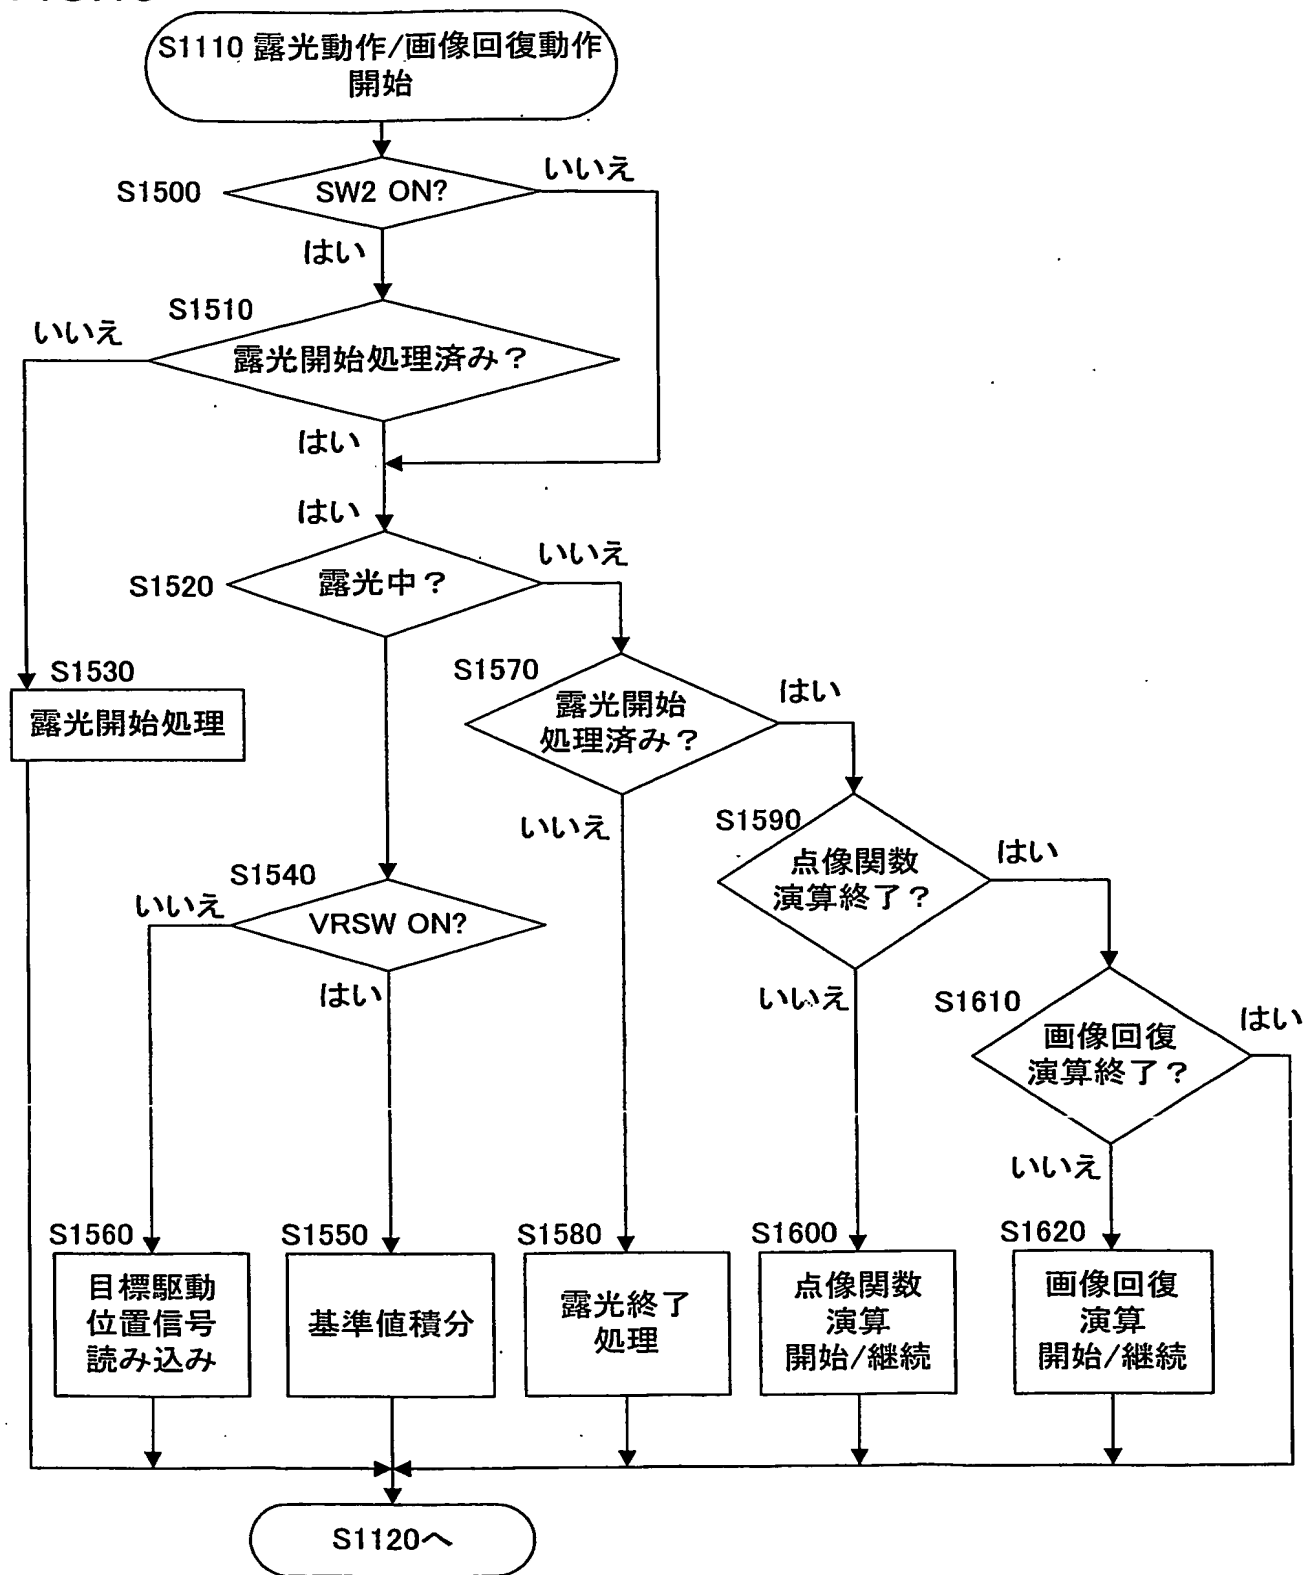 S1110 露光動作/画像回復動作
開始
S1500
SW2 ON?
いいえ
はい
S1510
いいえ
露光開始処理済み？
はい
はい
S1520
露光中？
いいえ
S1530
露光開始処理
S1570
露光開始
処理済み？
はい
いいえ
S1590
点像関数
演算終了？
はい
S1540
いいえ
VRSW ON?
はい
いいえ
S1610
画像回復
演算終了？
はい
いいえ
S1560
目標駆動
位置信号
読み込み
S1550
基準値積分
S1580
露光終了
処理
S1600
点像関数
演算
開始/継続
S1620
画像回復
演算
開始/継続
S1120へ